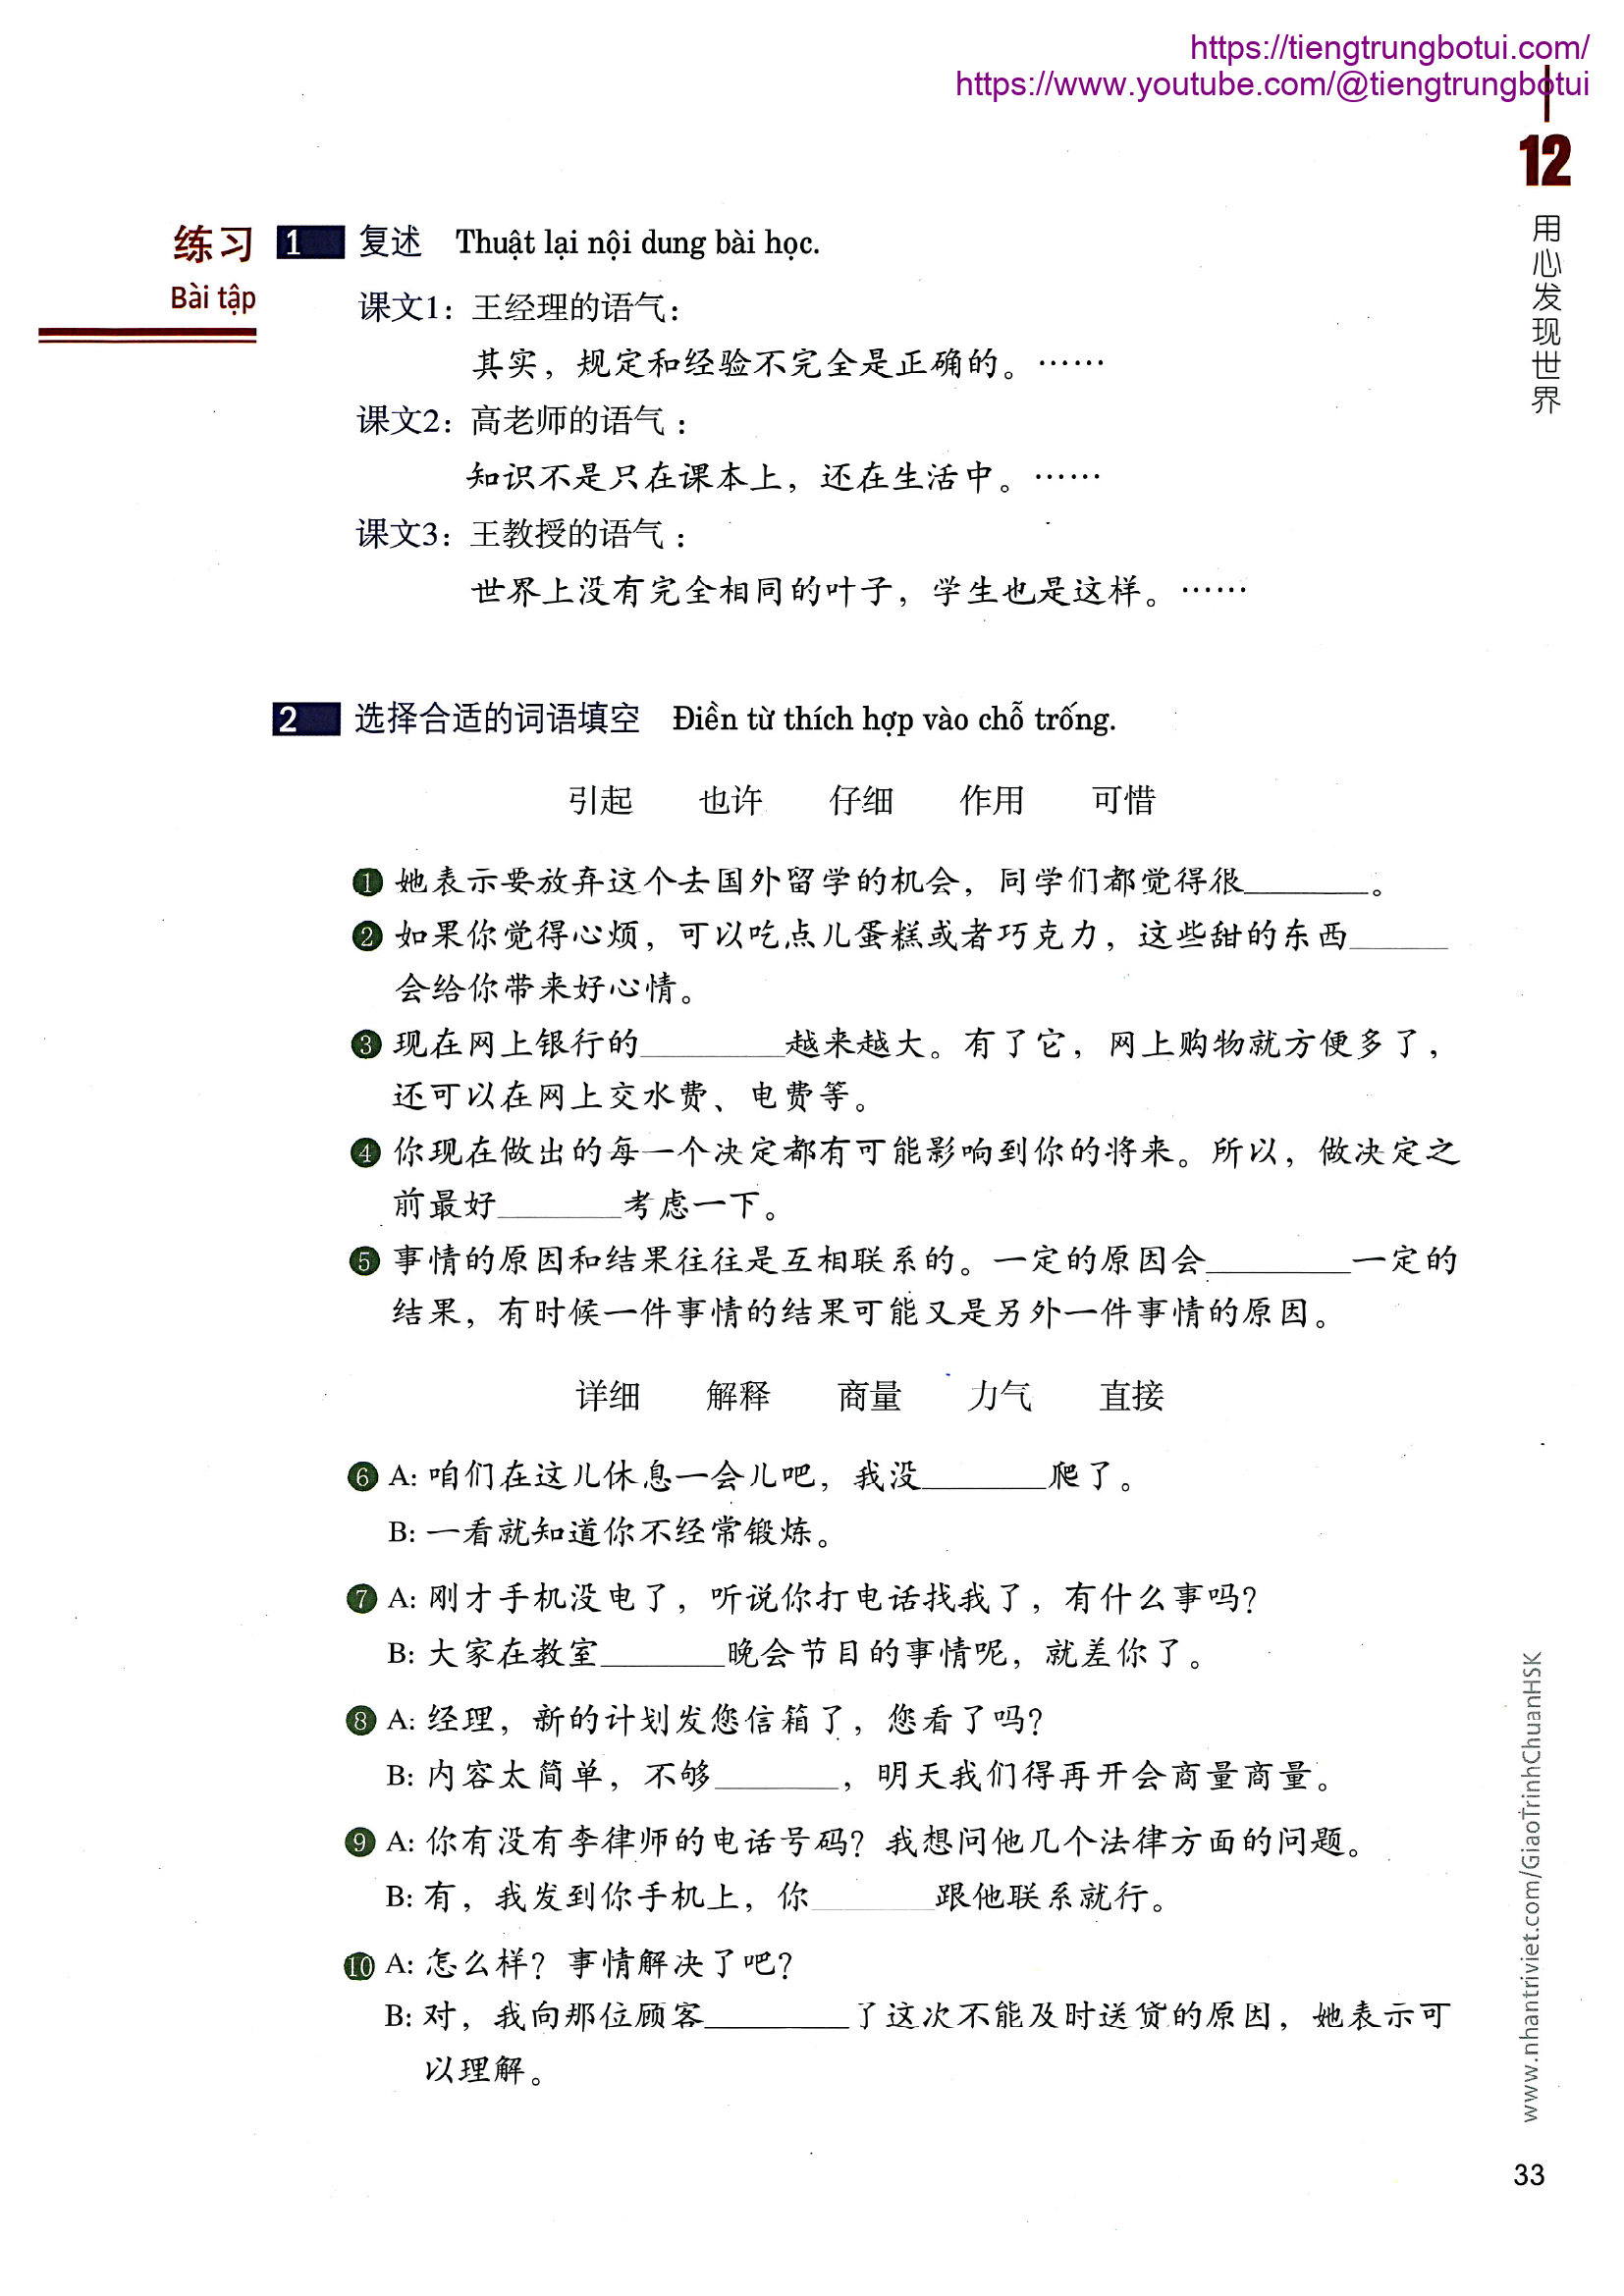 https://tiengtrungbotui.com/
https://www.youtube.com/@tiengtrungbotui
12
用心发现世界
练习
Bài tập
1 复述 Thuật lại nội dung bài học.
课文1：王经理的语气：
其实，规定和经验不完全是正确的。……
课文2：高老师的语气：
知识不是只在课本上，还在生活中。……
课文3：王教授的语气：
世界上没有完全相同的叶子，学生也是这样。……
2 选择合适的词语填空 Điền từ thích hợp vào chỗ trống.
引起 也许 仔细 作用 可惜
❶ 她表示要放弃这个去国外留学的机会，同学们都觉得很________。
❷ 如果你觉得心烦，可以吃点儿蛋糕或者巧克力，这些甜的东西______
会给你带来好心情。
❸ 现在网上银行的_________越来越大。有了它，网上购物就方便多了，
还可以在网上交水费、电费等。
❹ 你现在做出的每一个决定都有可能影响到你的将来。所以，做决定之
前最好________考虑一下。
❺ 事情的原因和结果往往是互相联系的。一定的原因会_________一定的
结果，有时候一件事情的结果可能又是另外一件事情的原因。
详细 解释 商量 力气 直接
❻ A: 咱们在这儿休息一会儿吧，我没________爬了。
B: 一看就知道你不经常锻炼。
❼ A: 刚才手机没电了，听说你打电话找我了，有什么事吗？
B: 大家在教室________晚会节目的事情呢，就差你了。
❽ A: 经理，新的计划发您信箱了，您看了吗？
B: 内容太简单，不够________，明天我们得再开会商量商量。
❾ A: 你有没有李律师的电话号码？我想问他几个法律方面的问题。
B: 有，我发到你手机上，你________跟他联系就行。
❿ A: 怎么样？事情解决了吧？
B: 对，我向那位顾客_________了这次不能及时送货的原因，她表示可
以理解。
www.nhantriviet.com/GiaoTrinhChuanHSK
33